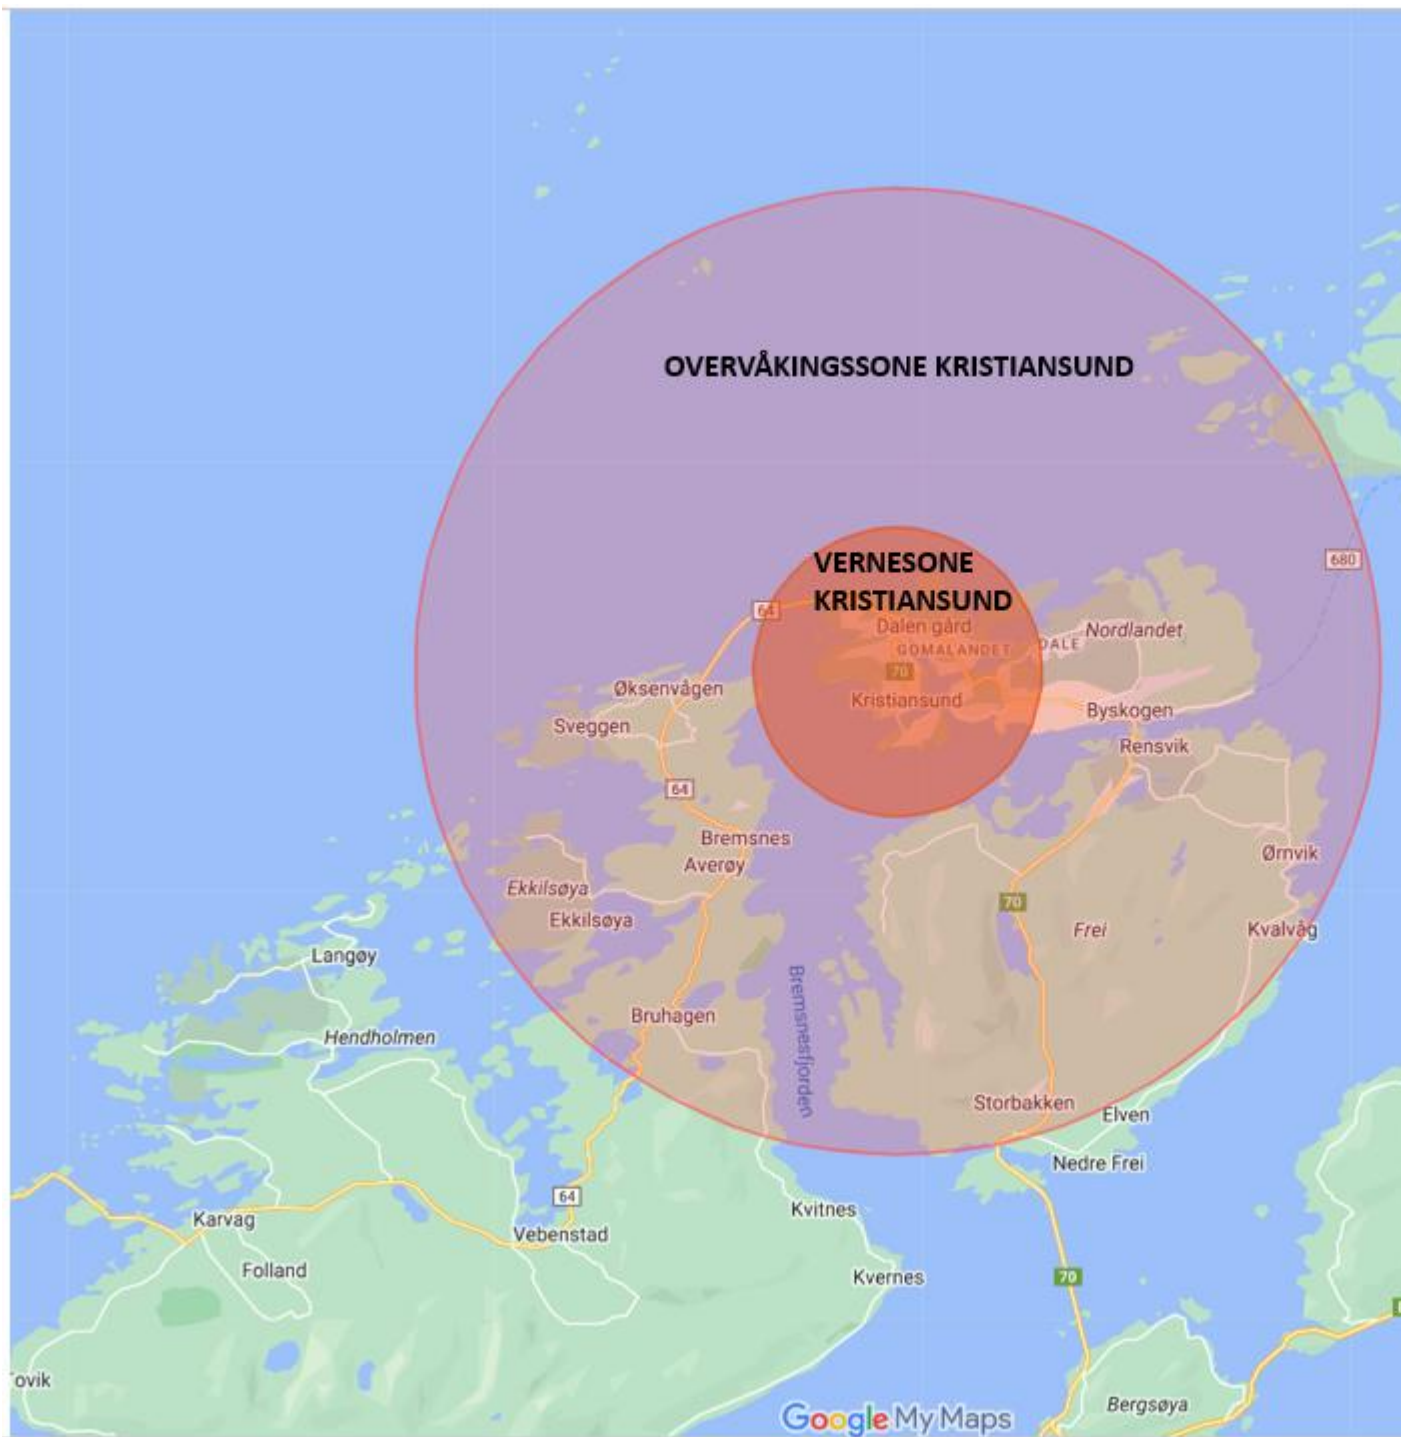 OVERVÅKINGSSONE KRISTIANSUND
680
VERNESONE
KRISTIANSUND
64
Dalen gård
Nordlandet
GOMALANDET
DALE
70
Øksenvågen
Kristiansund
Byskogen
Sveggen
Rensvik
64
Bremsnes
Averøy
Ørnvik
Ekkilsøya
70
Ekkilsøya
Frei
Kvalvåg
Langøy
Bremsnesfjorden
Bruhagen
Hendholmen
Storbakken
Elven
Nedre Frei
64
Kvitnes
Karvag
Vebenstad
Folland
Kvernes
70
ovik
Bergsøya
Google My Maps